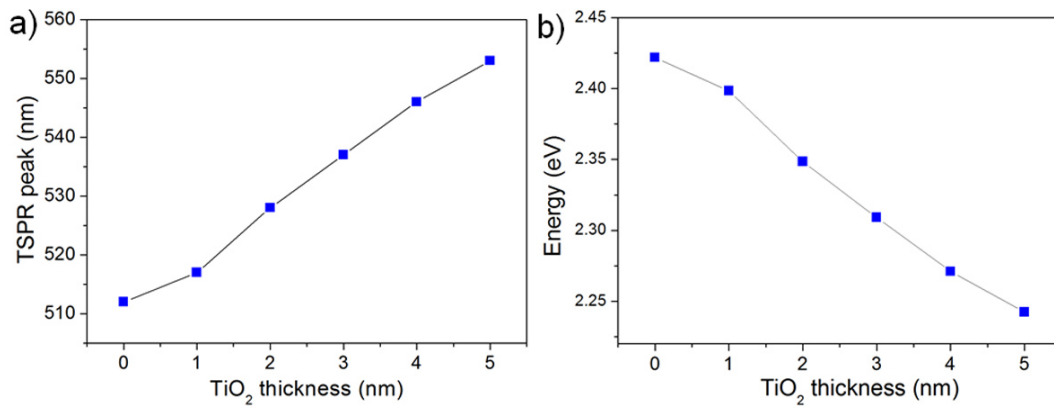 a)
TSPR peak (nm)
560
550
540
530
520
510
0 1 2 3 4 5
TiO₂ thickness (nm)
b)
Energy (eV)
2.45
2.40
2.35
2.30
2.25
0 1 2 3 4 5
TiO₂ thickness (nm)